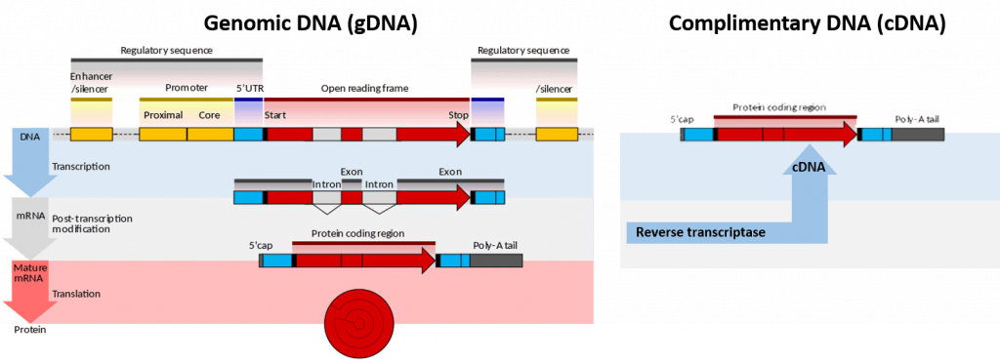 Genomic DNA (gDNA)
Complimentary DNA (cDNA)
Regulatory sequence
Regulatory sequence
Enhancer
/silencer
Promoter
5'UTR
Open reading frame
/silencer
Proximal
Core
Start
Stop
DNA
Transcription
Exon
Exon
Intron
Intron
mRNA
Post-transcription
modification
5'cap
Protein coding region
Poly-A tail
Mature
mRNA
Translation
Protein
Protein coding region
5'cap
Poly-A tail
cDNA
Reverse transcriptase